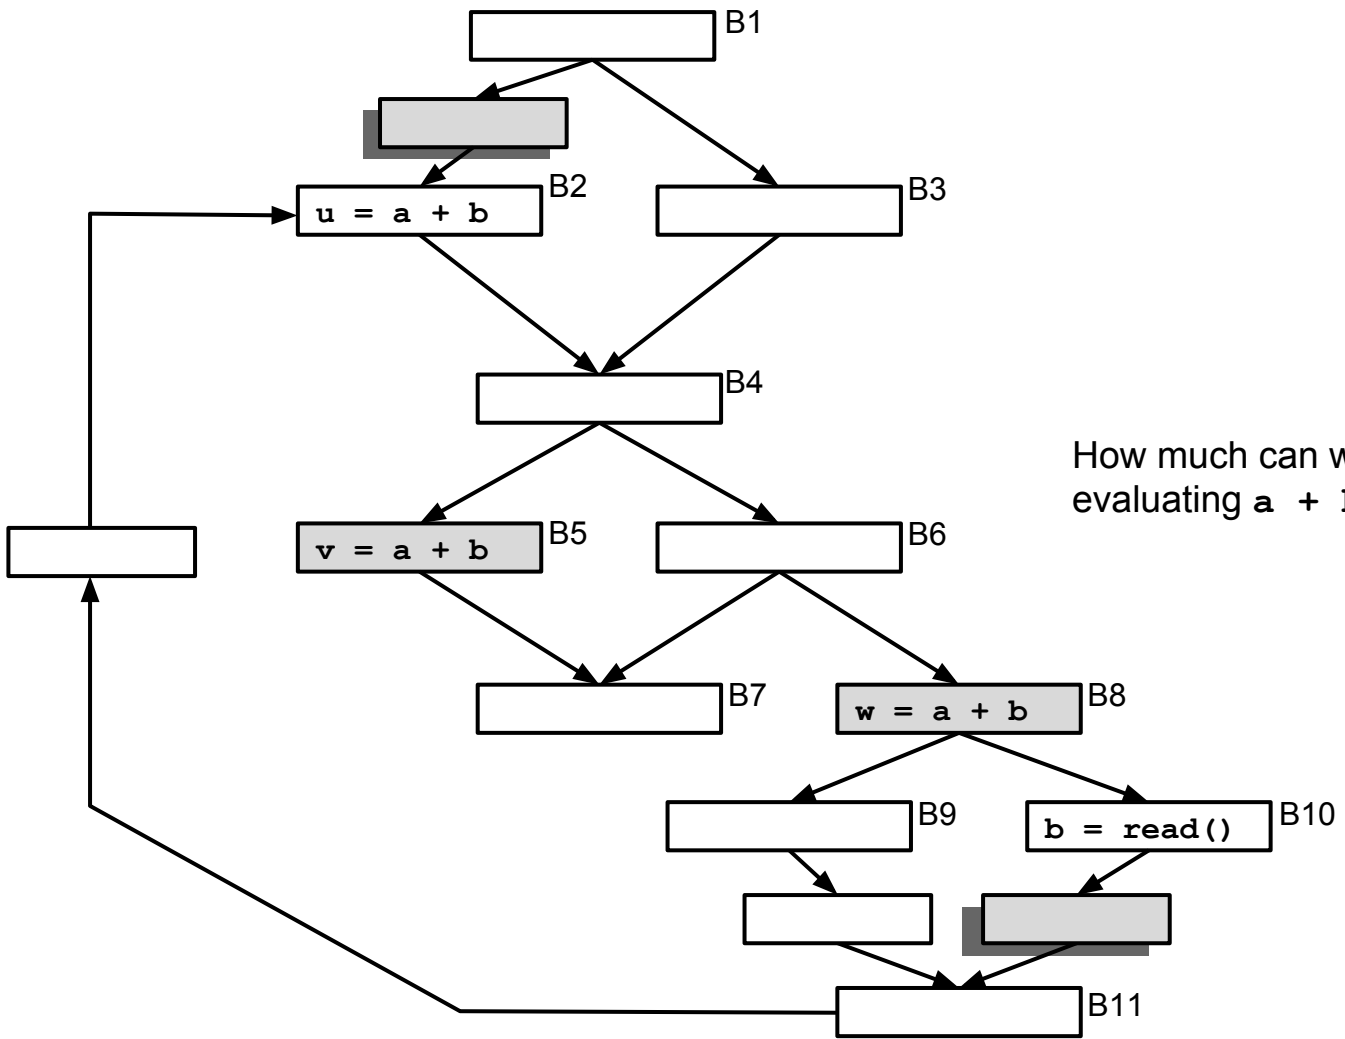 B1
B2
u = a + b
B3
B4
How much can
evaluating a +
B5
v = a + b
B6
B7
B8
w = a + b
B9
B10
b = read()
B11